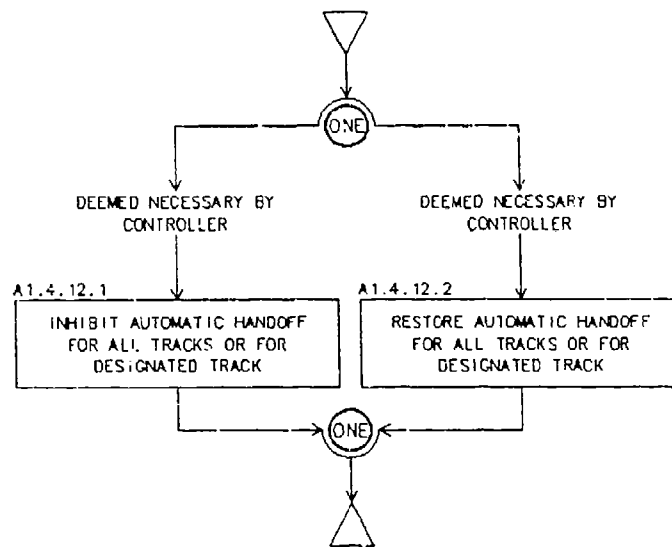 ONE
DEEMED NECESSARY BY
CONTROLLER
DEEMED NECESSARY BY
CONTROLLER
A1.4.12.1
INHIBIT AUTOMATIC HANDOFF
FOR ALL TRACKS OR FOR
DESIGNATED TRACK
A1.4.12.2
RESTORE AUTOMATIC HANDOFF
FOR ALL TRACKS OR FOR
DESIGNATED TRACK
ONE